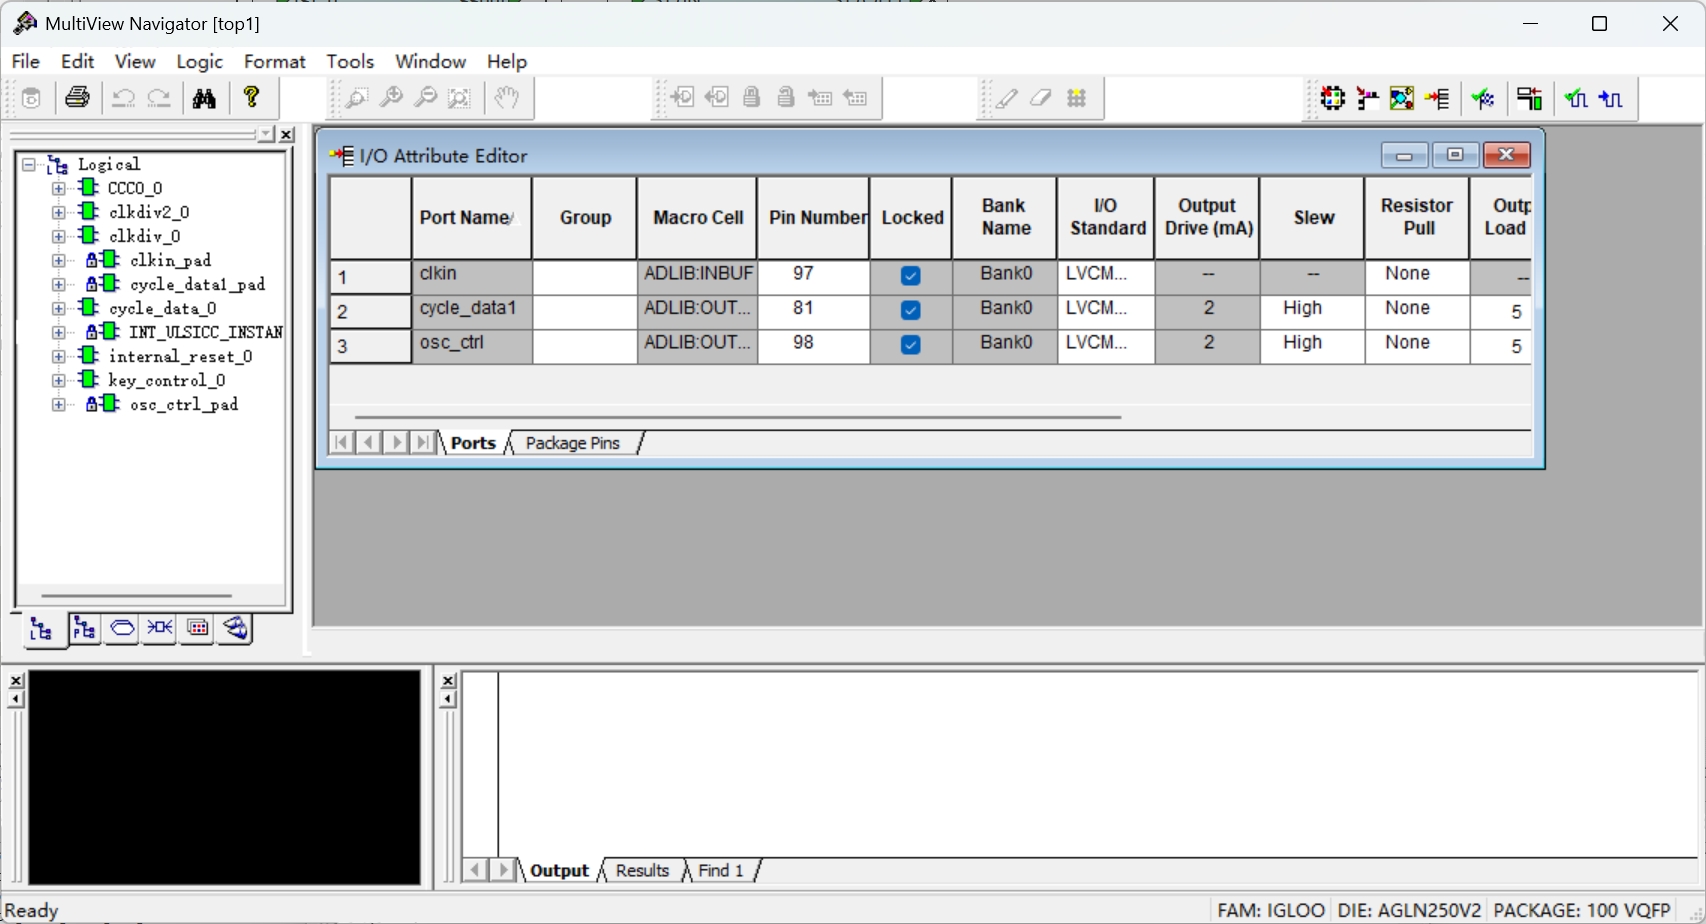 MultiView Navigator [top1]
File Edit View Logic Format Tools Window Help
Logical
CCC0_0
clkdiv2_0
clkdiv_0
clkin_pad
cycle_data1_pad
cycle_data_0
INT_ULSICC_INSTAN
internal_reset_0
key_control_0
osc_ctrl_pad
I/O Attribute Editor
Port Name Group Macro Cell Pin Number Locked Bank Name I/O Standard Output Drive (mA) Slew Resistor Pull Outp Load
1 clkin ADLIB:INBUF 97 Bank0 LVCM... -- -- None --
2 cycle_data1 ADLIB:OUT... 81 Bank0 LVCM... 2 High None 5
3 osc_ctrl ADLIB:OUT... 98 Bank0 LVCM... 2 High None 5
Ports Package Pins
Output Results Find 1
Ready FAM: IGLOO DIE: AGLN250V2 PACKAGE: 100 VQFP